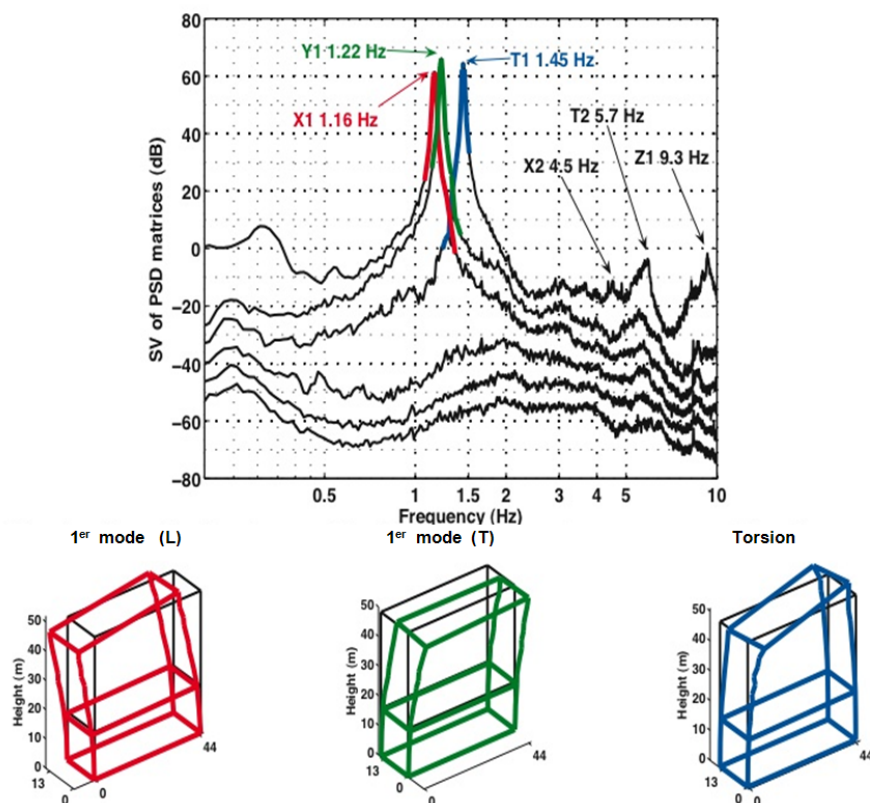 80
60
40
20
0
−20
−40
−60
−80
SV of PSD matrices (dB)
Y1 1.22 Hz
T1 1.45 Hz
X1 1.16 Hz
T2 5.7 Hz
X2 4.5 Hz
Z1 9.3 Hz
0.5 1 1.5 2 3 4 5 10
Frequency (Hz)
1er mode (L)
1er mode (T)
Torsion
50
40
30
20
10
0
Height (m)
13
0
0
44
50
40
30
20
10
0
Height (m)
13
0
0
44
50
40
30
20
10
0
Height (m)
13
0
0
44